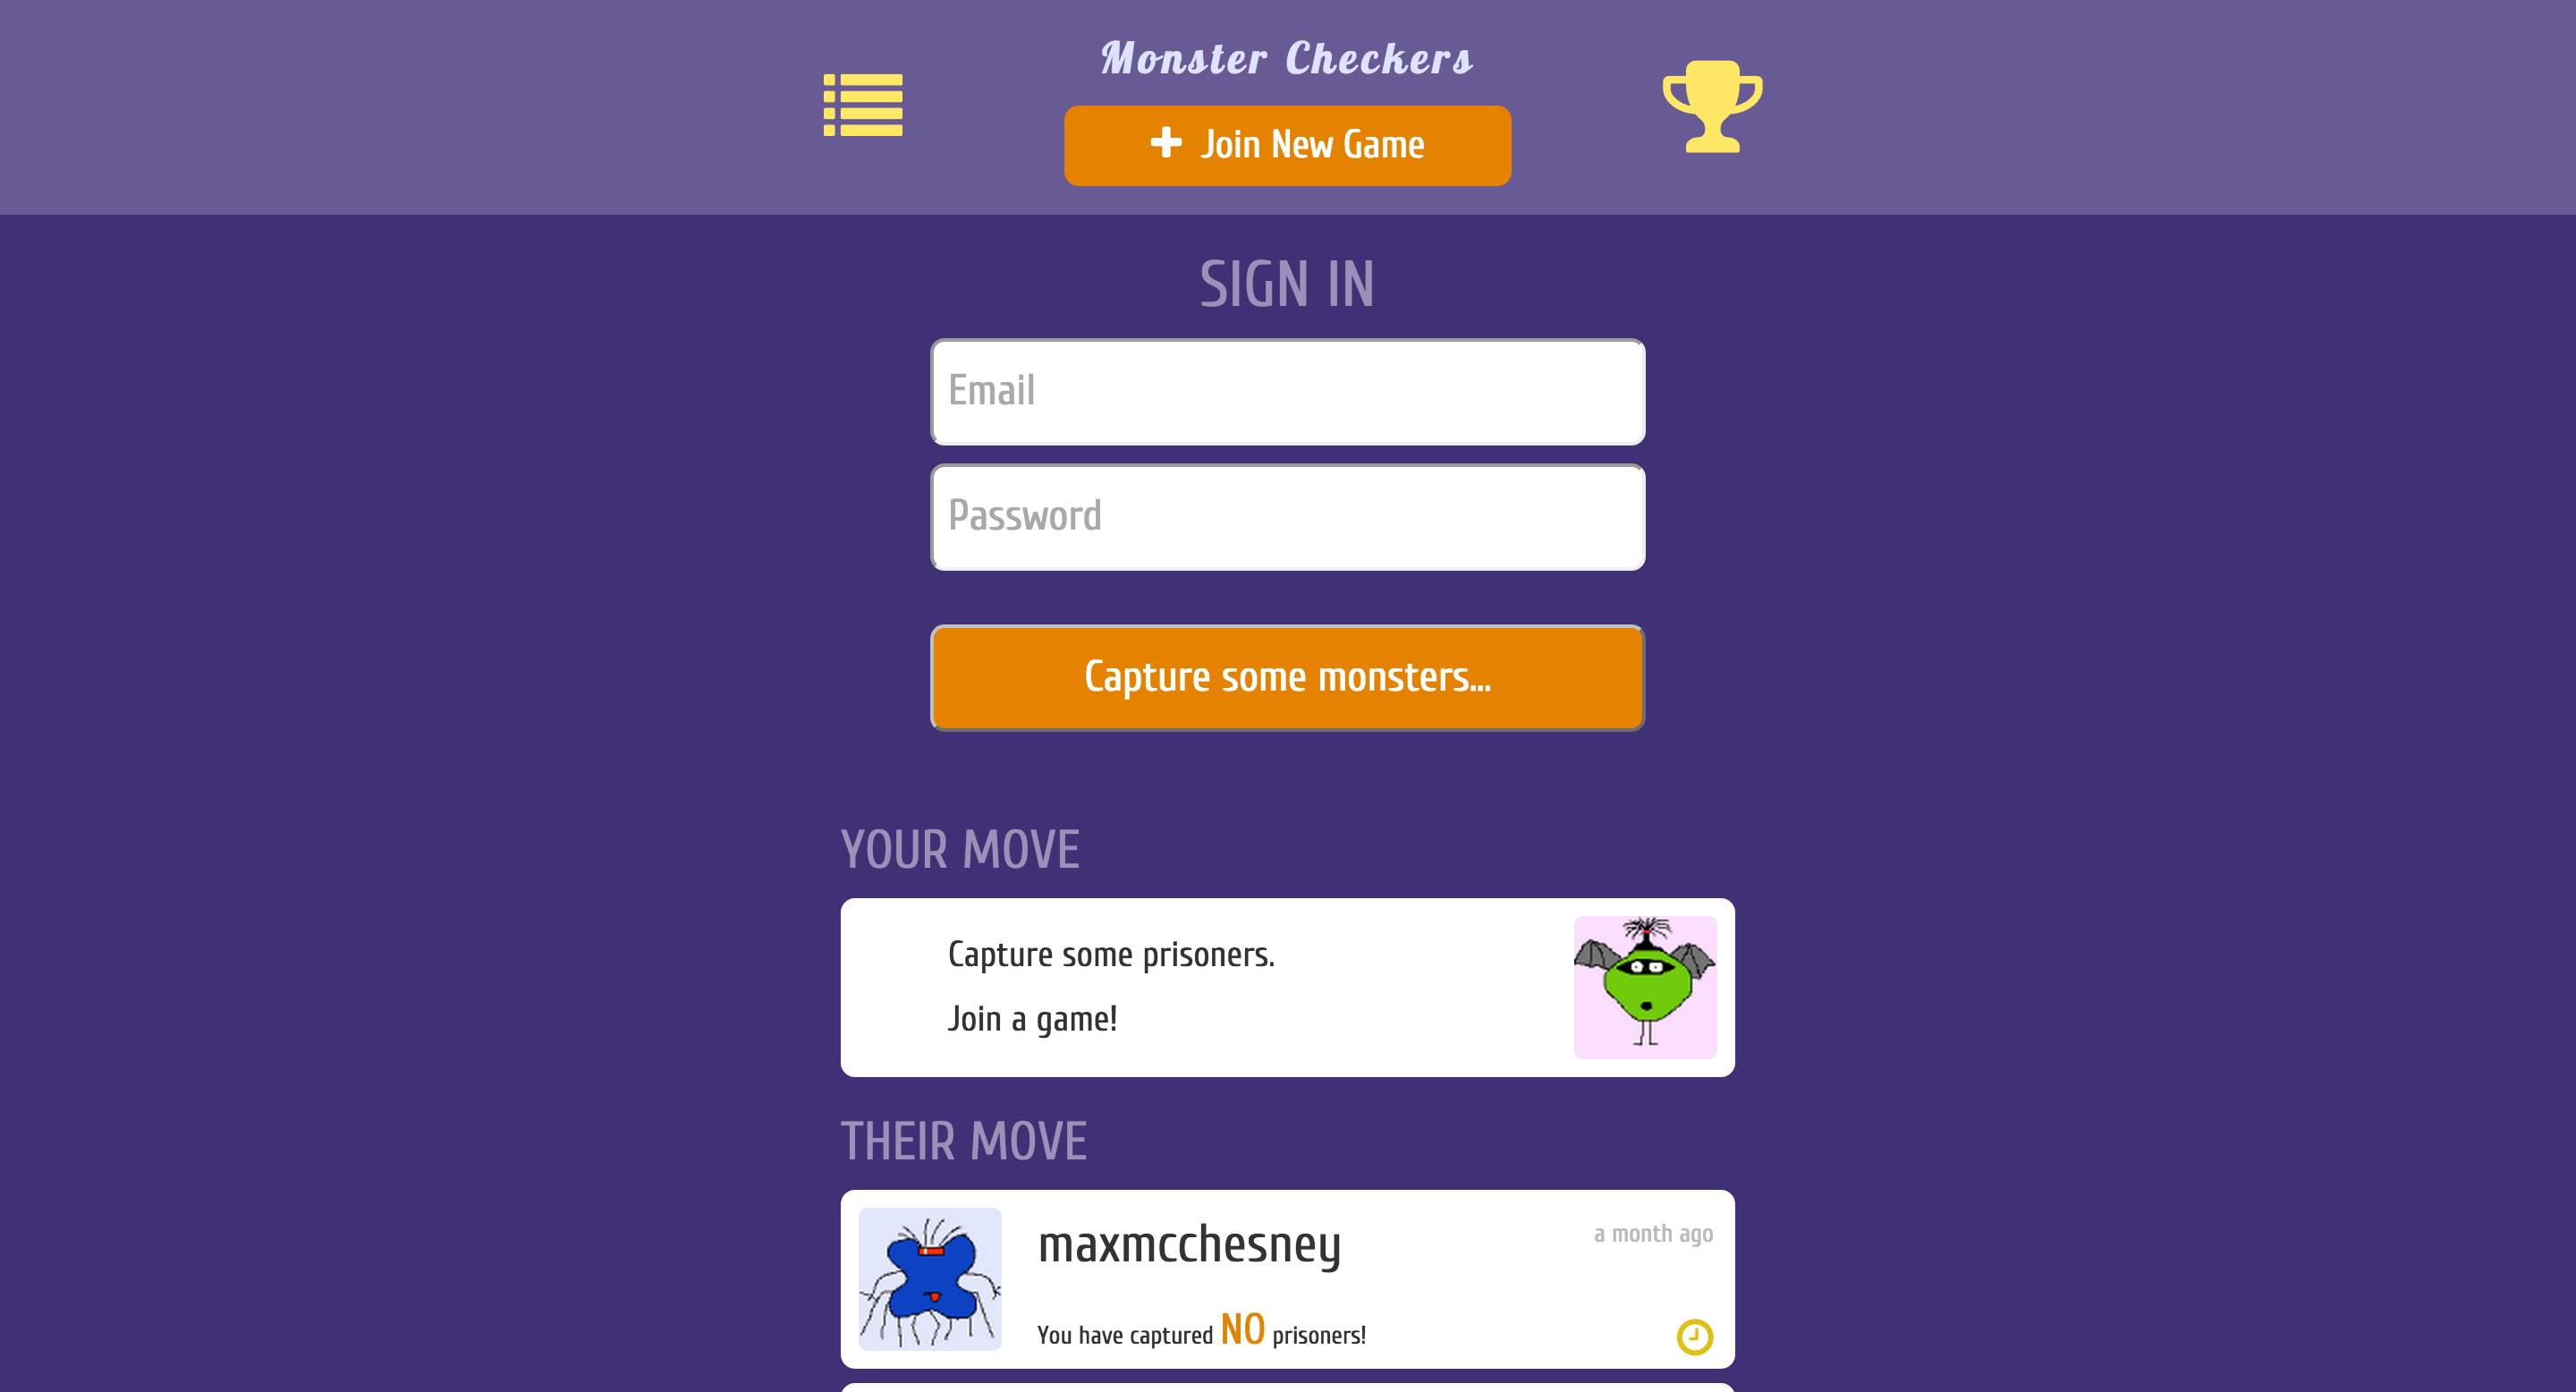 Monster Checkers
Join New Game
SIGN IN
Email
Password
Capture some monsters...
YOUR MOVE
Capture some prisoners.
Join a game!
THEIR MOVE
maxmcchesney
a month ago
You have captured NO prisoners!